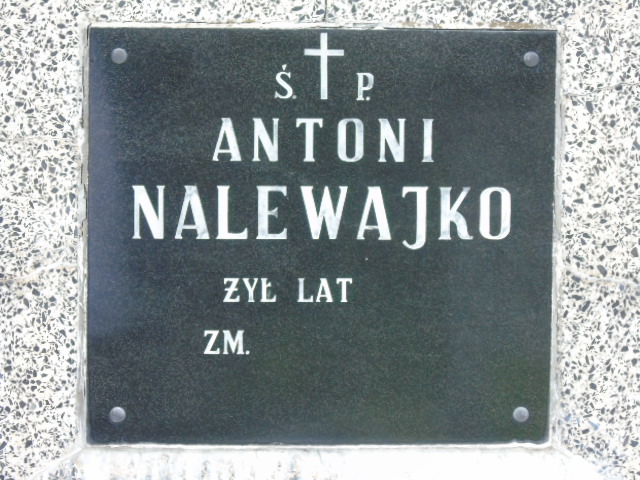 Ś. P.
ANTONI
NALEWAJKO
ŻYŁ LAT
ZM.